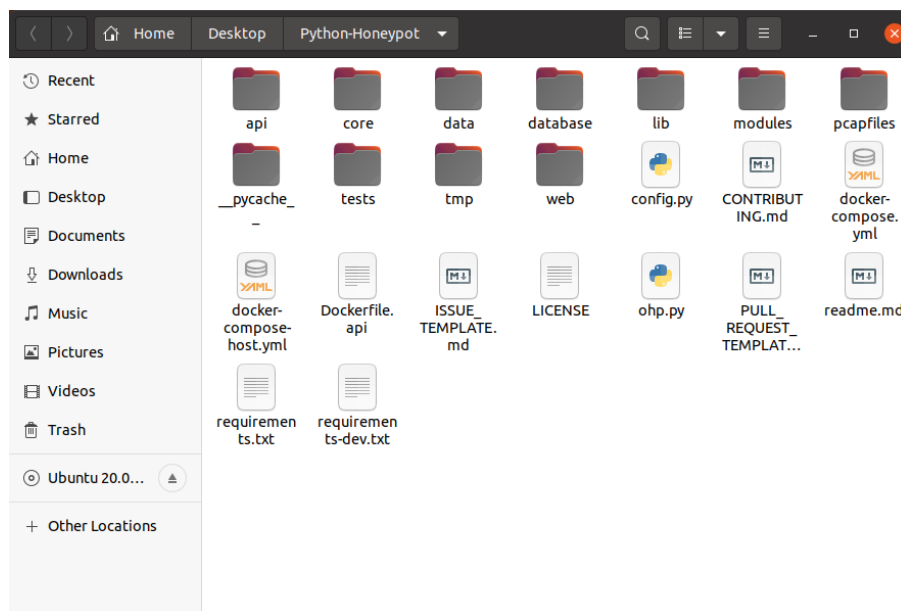 Home Desktop Python-Honeypot
Recent
Starred
Home
Desktop
Documents
Downloads
Music
Pictures
Videos
Trash
Ubuntu 20.0...
Other Locations
api
core
data
database
lib
modules
pcapfiles
__pycache_
_
tests
tmp
web
config.py
CONTRIBUT
ING.md
YAML
docker-
compose.
yml
YAML
docker-
compose-
host.yml
Dockerfile.
api
ISSUE_
TEMPLATE.
md
LICENSE
ohp.py
PULL_
REQUEST_
TEMPLAT...
readme.md
requiremen
ts.txt
requiremen
ts-dev.txt